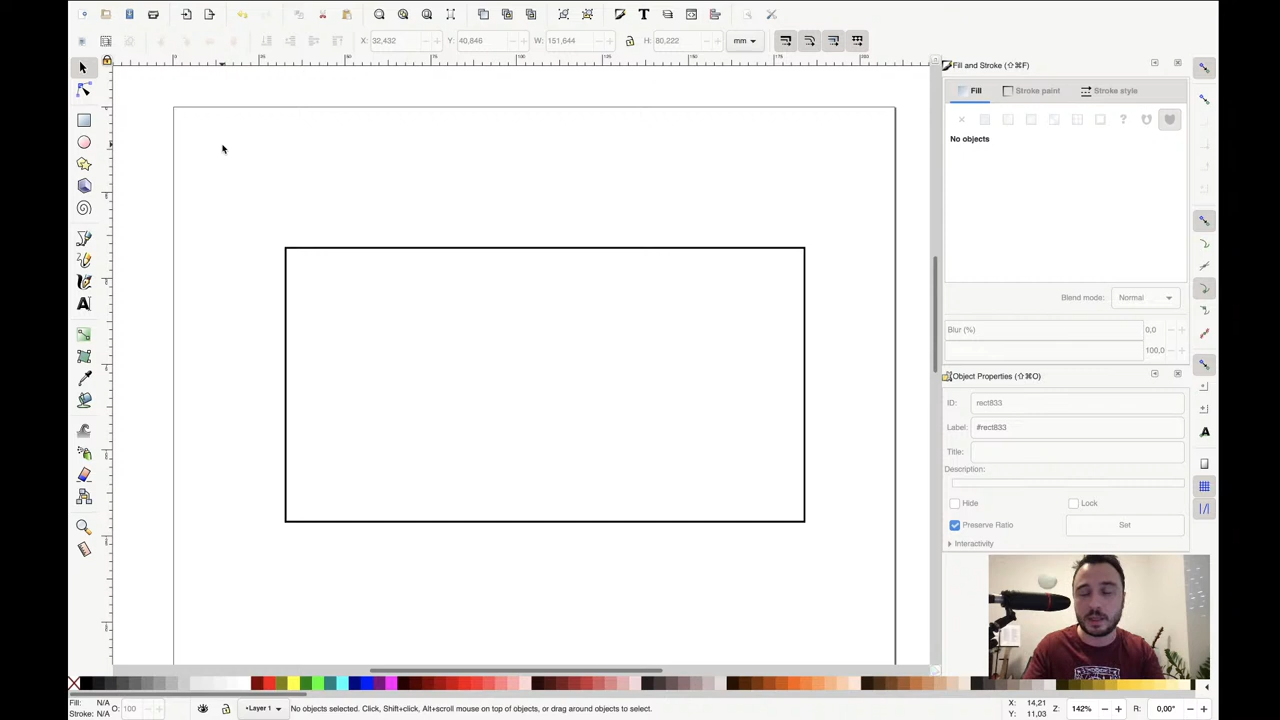 X: 32,432 Y: 40,846 W: 151,644 H: 80,222 mm
Fill and Stroke (⇧⌘F)
Fill Stroke paint Stroke style
No objects
Blend mode: Normal
Blur (%) 0,0
100,0
Object Properties (⇧⌘O)
ID: rect833
Label: #rect833
Title:
Description:
Hide Lock
Preserve Ratio Set
Interactivity
Fill: N/A
Stroke: N/A
O: 100
•Layer 1
No objects selected. Click, Shift+click, Alt+scroll mouse on top of objects, or drag around objects to select.
X: 14,21
Y: 11,03
Z: 142%
R: 0,00°